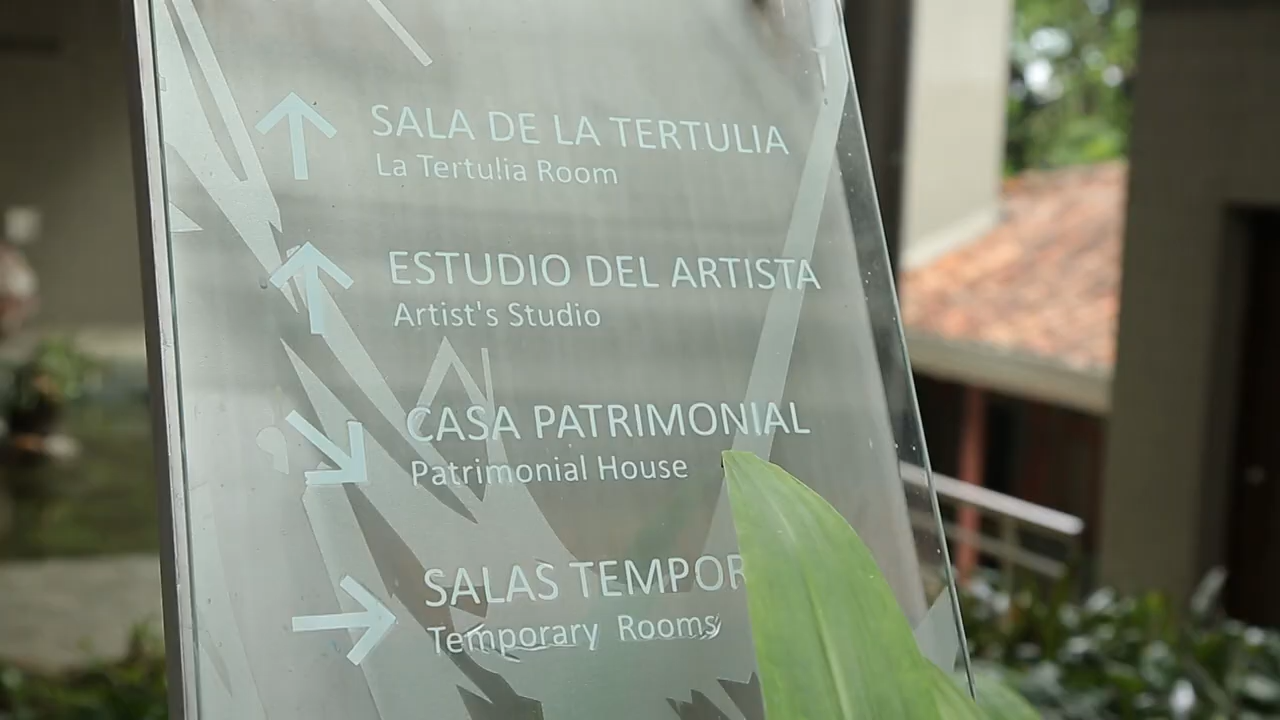 SALA DE LA TERTULIA
La Tertulia Room
ESTUDIO DEL ARTISTA
Artist's Studio
CASA PATRIMONIAL
Patrimonial House
SALAS TEMPOR
Temporary Rooms